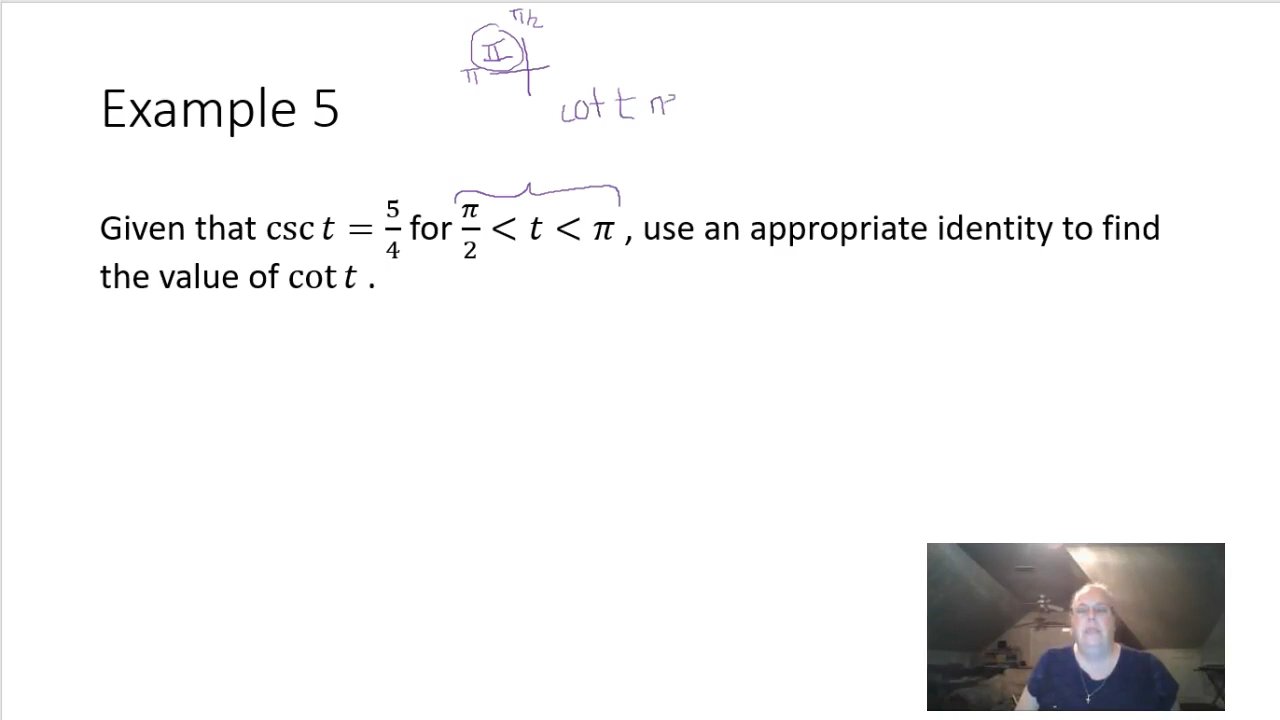 π/2
II
π
Example 5
cot t
Given that csc t = 5/4 for π/2 < t < π , use an appropriate identity to find
the value of cot t .